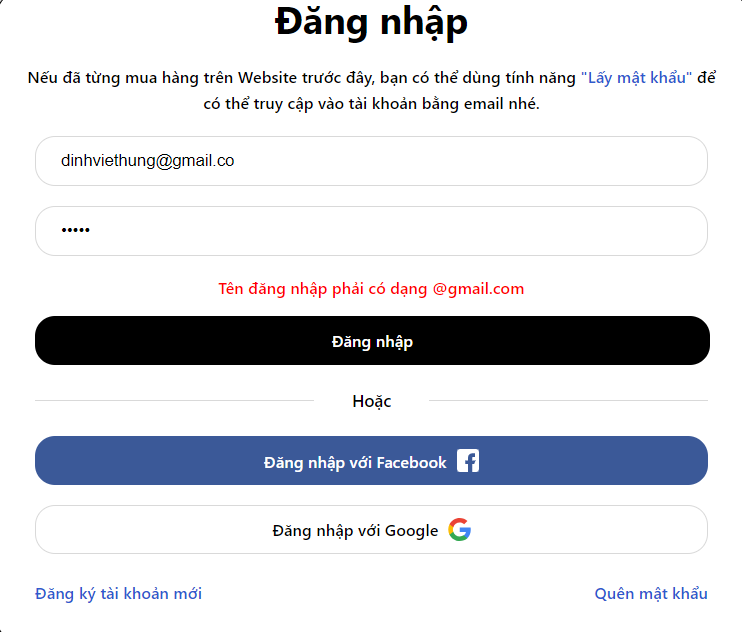 Đăng nhập
Nếu đã từng mua hàng trên Website trước đây, bạn có thể dùng tính năng "Lấy mật khẩu" để
có thể truy cập vào tài khoản bằng email nhé.
dinhviethung@gmail.co
•••••
Tên đăng nhập phải có dạng @gmail.com
Đăng nhập
Hoặc
Đăng nhập với Facebook
Đăng nhập với Google
Đăng ký tài khoản mới
Quên mật khẩu